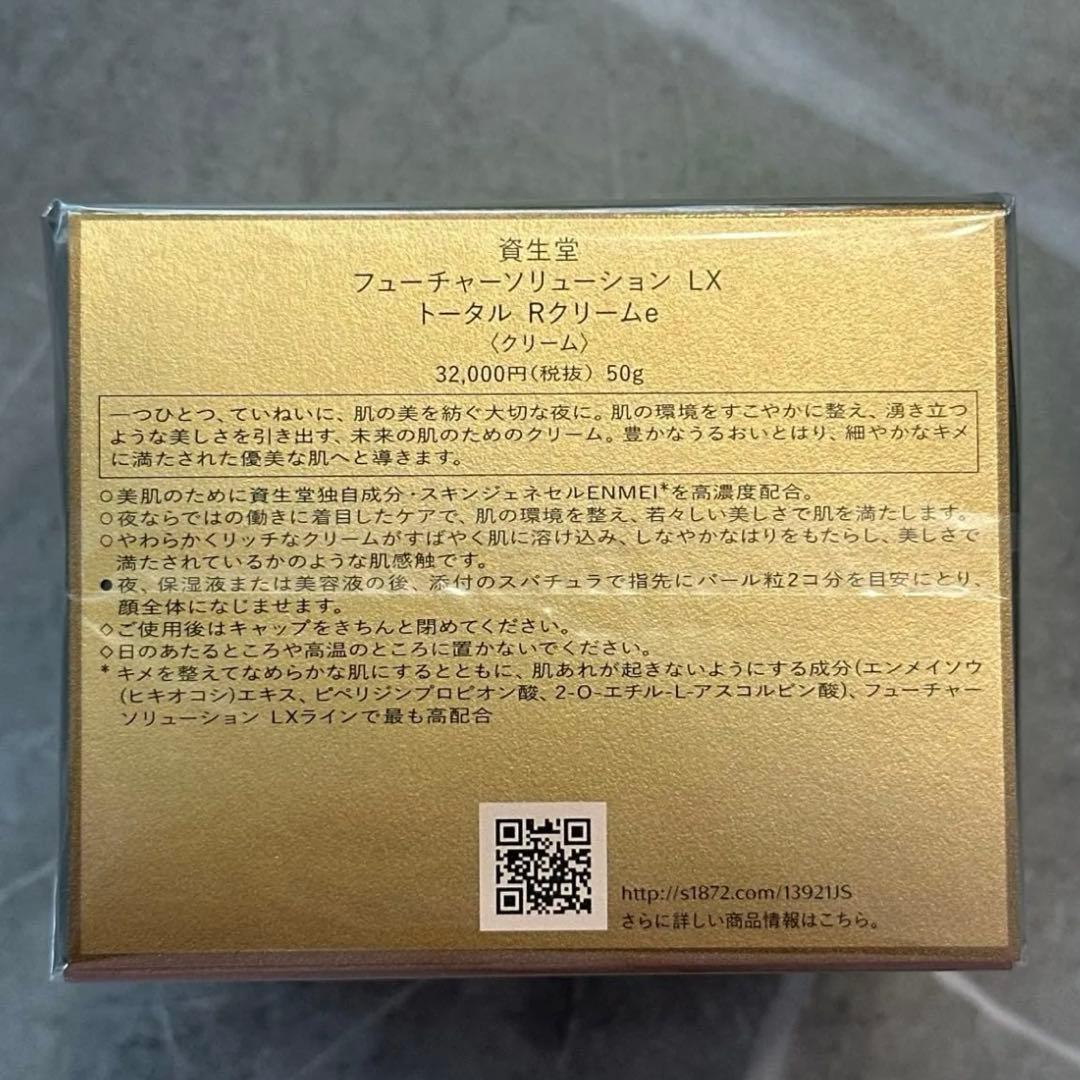 資生堂
フューチャーソリューション LX
トータル Rクリームe
〈クリーム〉
32,000円(税抜) 50g
一つひとつ、ていねいに、肌の美を紡ぐ大切な夜に。肌の環境をすこやかに整え、湧き立つ
ような美しさを引き出す、未来の肌のためのクリーム。豊かなうるおいとはり、細やかなキメ
に満たされた優美な肌へと導きます。
○美肌のために資生堂独自成分・スキンジェネセルENMEI*を高濃度配合。
○夜ならではの働きに着目したケアで、肌の環境を整え、若々しい美しさで肌を満たします。
○やわらかくリッチなクリームがすばやく肌に溶け込み、しなやかなはりをもたらし、美しさで
満たされているかのような肌感触です。
●夜、保湿液または美容液の後、添付のスパチュラで指先にパール粒2コ分を目安にとり、
顔全体になじませます。
◇ご使用後はキャップをきちんと閉めてください。
◇日のあたるところや高温のところに置かないでください。
*キメを整えてなめらかな肌にするとともに、肌あれが起きないようにする成分(エンメイソウ
(ヒキオコシ)エキス、ピペリジンプロピオン酸、2-O-エチル-L-アスコルビン酸)、フューチャー
ソリューション LXラインで最も高配合
http://s1872.com/13921JS
さらに詳しい商品情報はこちら。